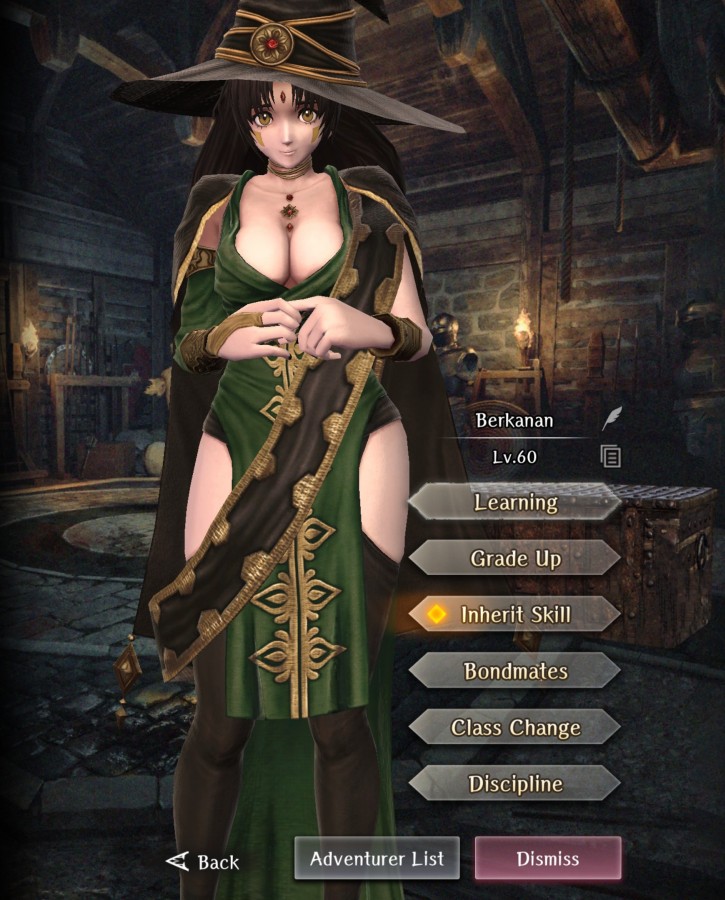 Berkanan
Lv.60
Learning
Grade Up
Inherit Skill
Bondmates
Class Change
Discipline
Back
Adventurer List
Dismiss